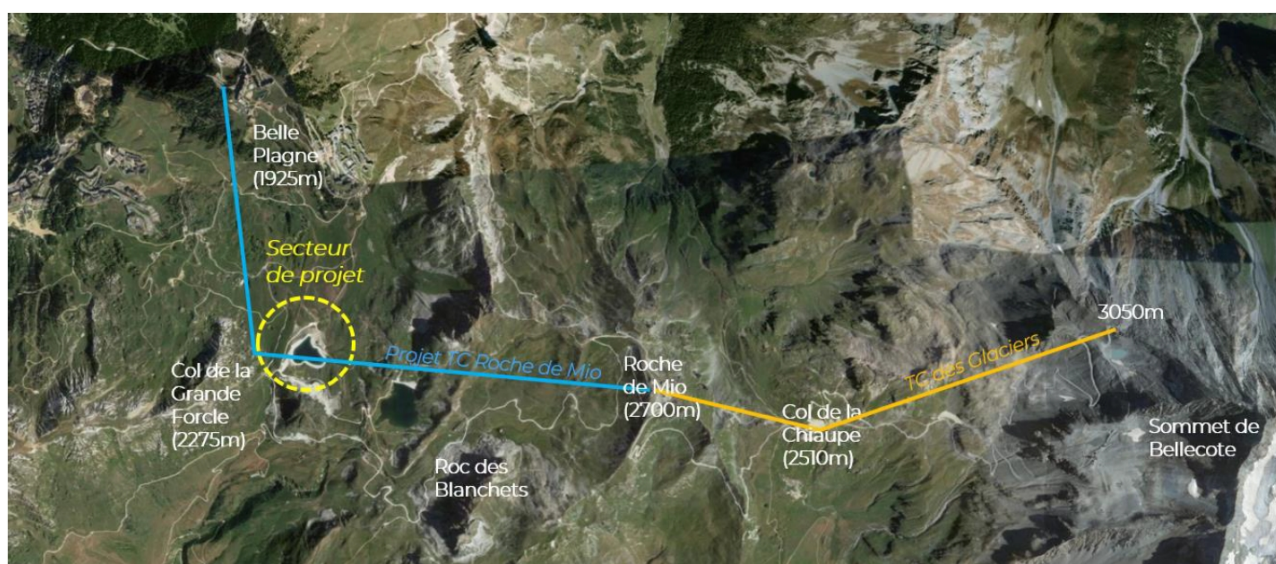 Belle
Plagne
(1925m)
Secteur
de projet
Col de la
Grande
Forcle
(2275m)
Projet TC Roche de Mio
Roche
de Mio
(2700m)
Roc des
Blanchets
Col de la
Chiaupe
(2510m)
TC des Glaciers
3050m
Sommet de
Bellecote